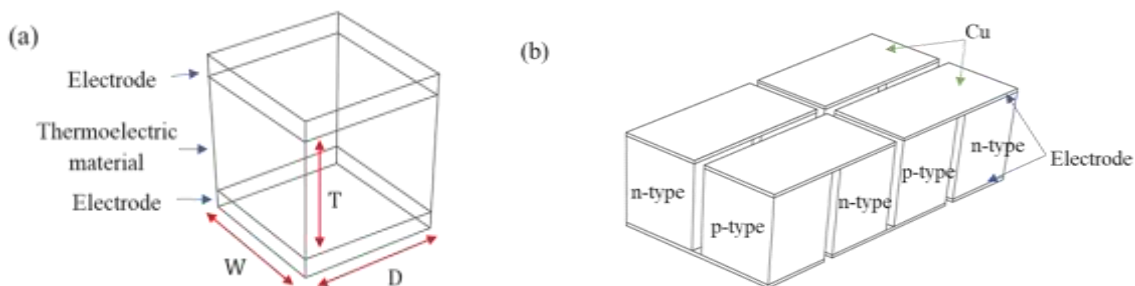 (a)
Electrode
Thermoelectric
material
Electrode
T
W
D
(b)
Cu
n-type
p-type
n-type
p-type
n-type
Electrode